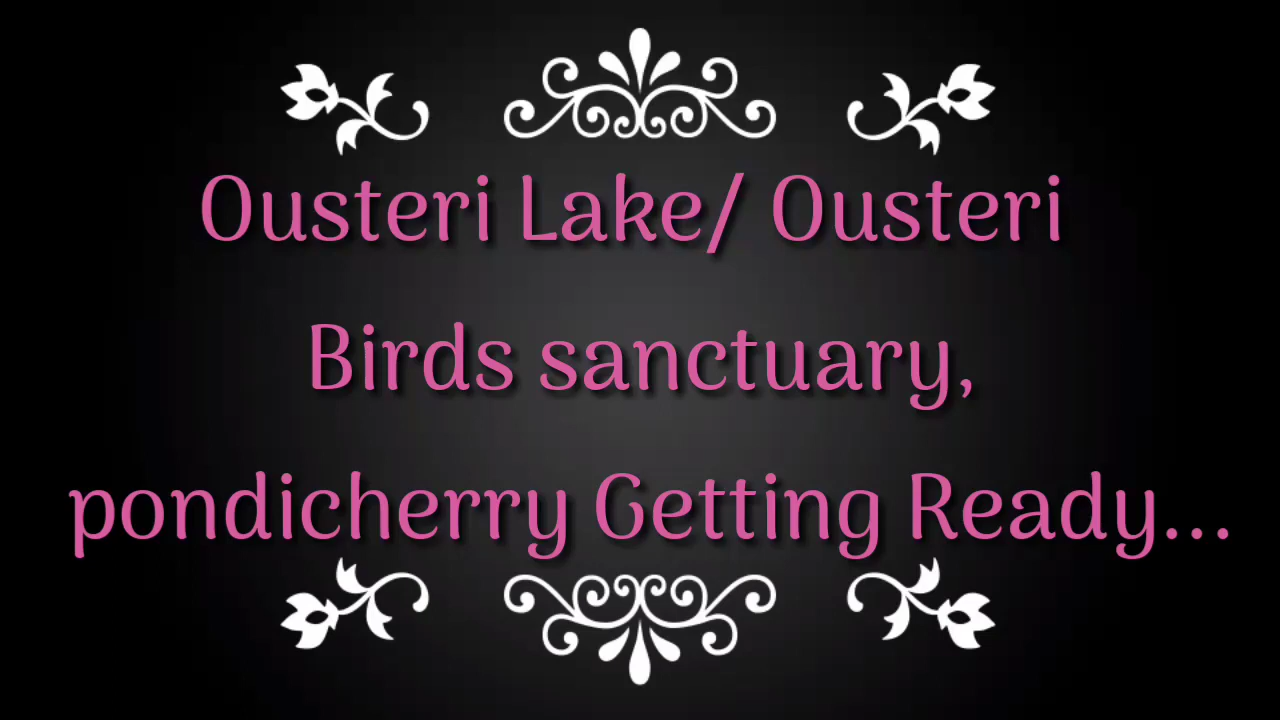 Ousteri Lake/ Ousteri
Birds sanctuary,
pondicherry Getting Ready...